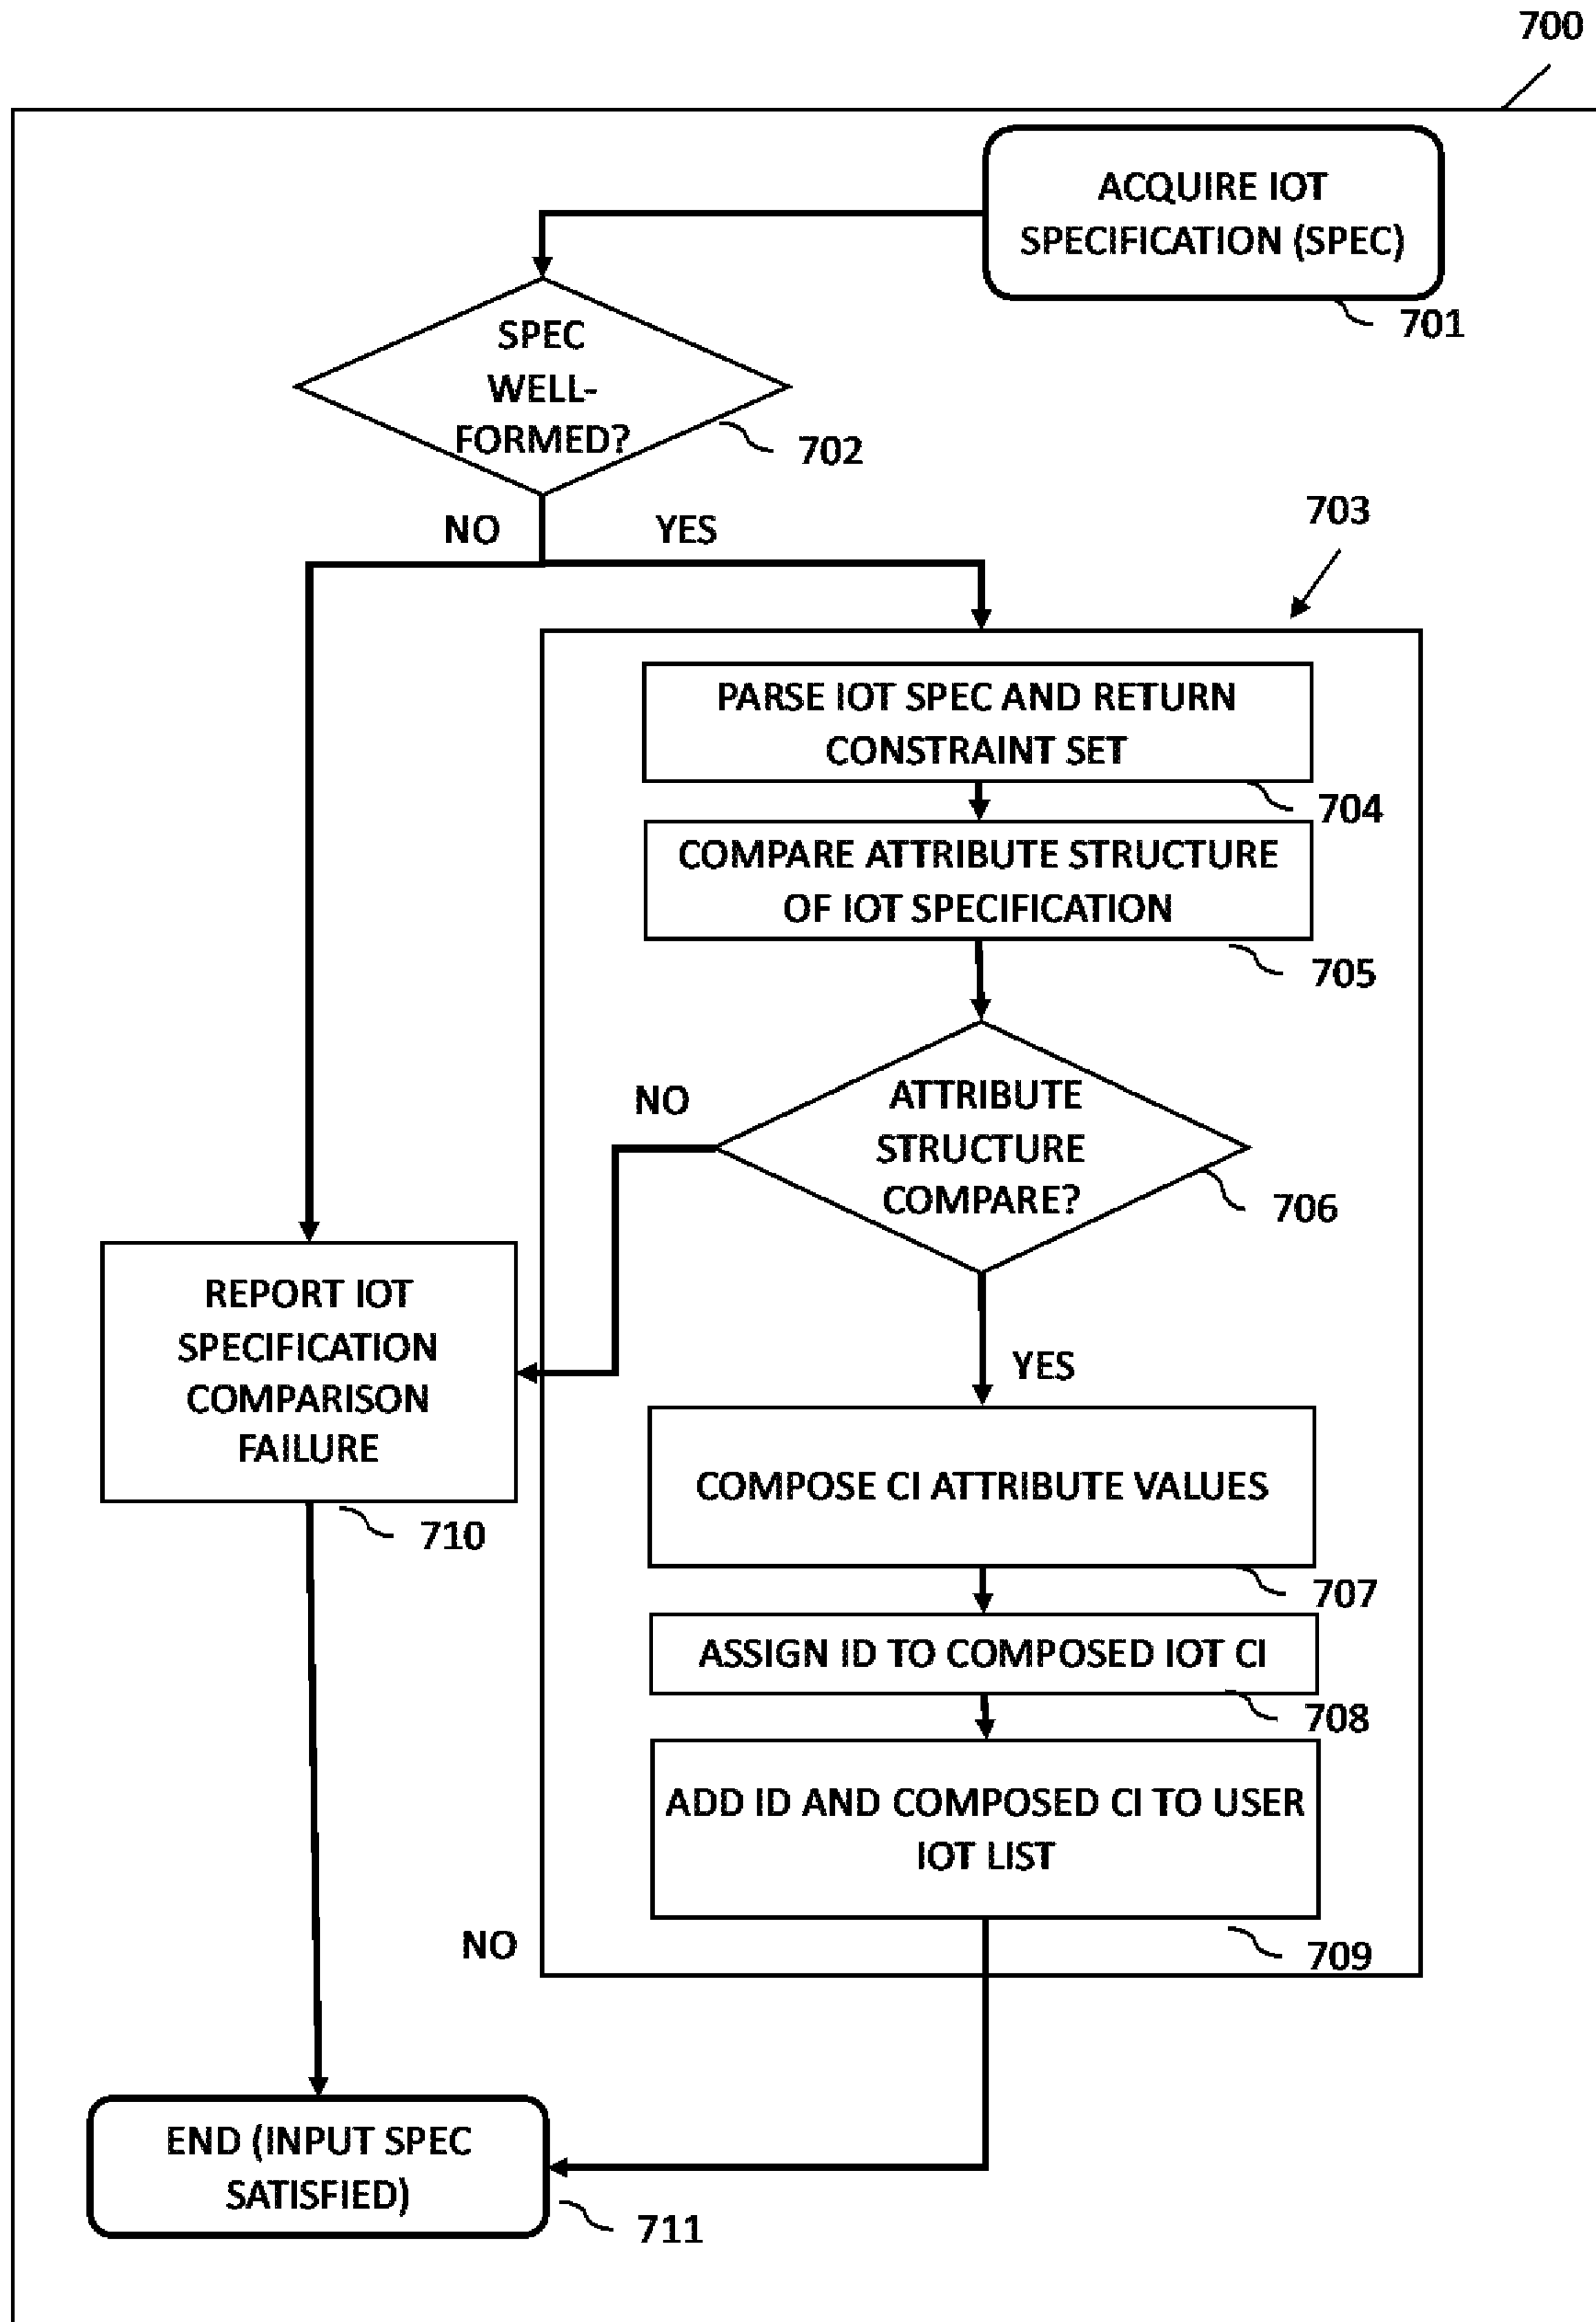 700
ACQUIRE IOT
SPECIFICATION (SPEC)
701
SPEC
WELL-
FORMED?
702
NO
YES
703
PARSE IOT SPEC AND RETURN
CONSTRAINT SET
704
COMPARE ATTRIBUTE STRUCTURE
OF IOT SPECIFICATION
705
ATTRIBUTE
STRUCTURE
COMPARE?
706
NO
YES
REPORT IOT
SPECIFICATION
COMPARISON
FAILURE
710
COMPOSE CI ATTRIBUTE VALUES
707
ASSIGN ID TO COMPOSED IOT CI
708
ADD ID AND COMPOSED CI TO USER
IOT LIST
709
NO
END (INPUT SPEC
SATISFIED)
711